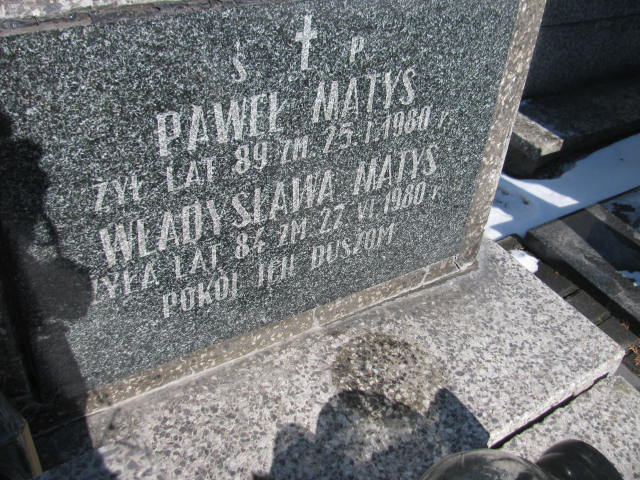 Ś. P.
PAWEŁ MATYS
ŻYŁ LAT 89 ZM. 25. I. 1980 r.
WŁADYSŁAWA MATYS
ŻYŁA LAT 84 ZM 22. VI 1980 r.
POKÓJ ICH DUSZOM